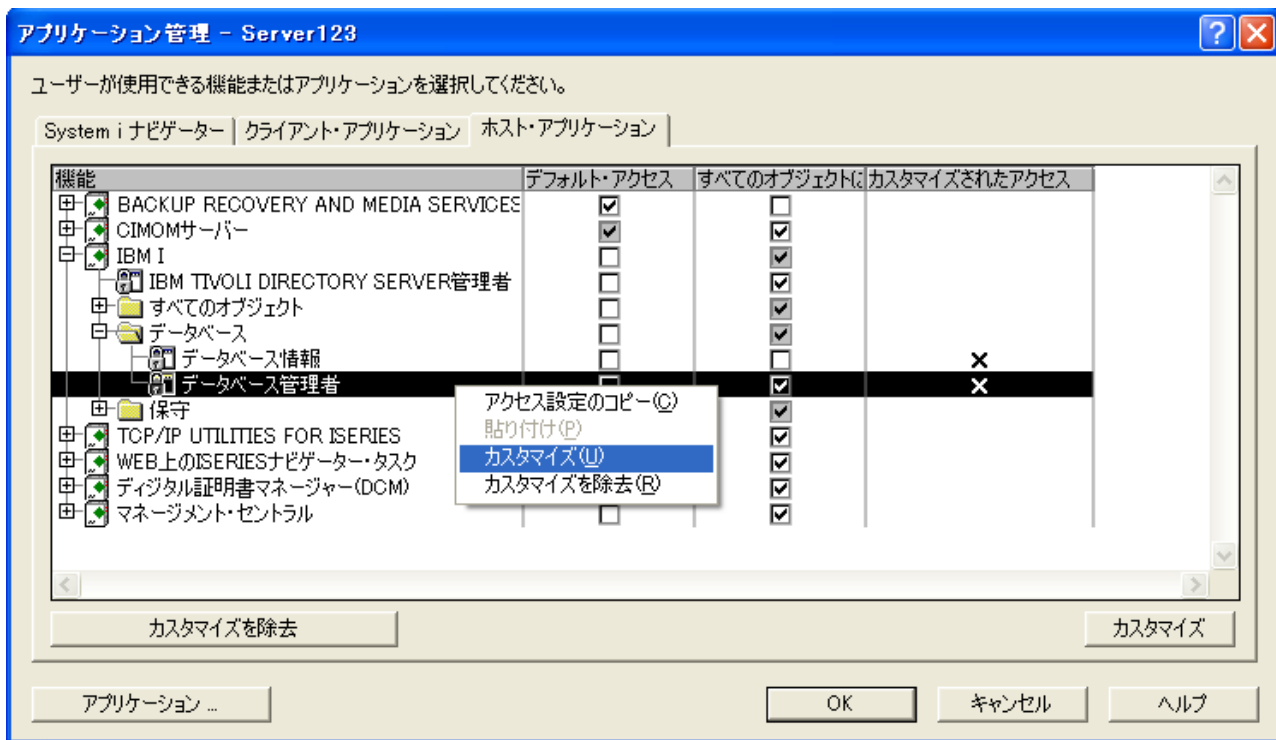 アプリケーション管理 - Server123
ユーザーが使用できる機能またはアプリケーションを選択してください。
System i ナビゲーター クライアント・アプリケーション ホスト・アプリケーション
機能 デフォルト・アクセス すべてのオブジェクトに カスタマイズされたアクセス
BACKUP RECOVERY AND MEDIA SERVICES
CIMOMサーバー
IBM I
IBM TIVOLI DIRECTORY SERVER管理者
すべてのオブジェクト
データベース
データベース情報
データベース管理者
保守
TCP/IP UTILITIES FOR ISERIES
WEB上のISERIESナビゲーター・タスク
ディジタル証明書マネージャー(DCM)
マネージメント・セントラル
アクセス設定のコピー(C)
貼り付け(P)
カスタマイズ(U)
カスタマイズを除去(R)
カスタマイズを除去 カスタマイズ
アプリケーション ... OK キャンセル ヘルプ